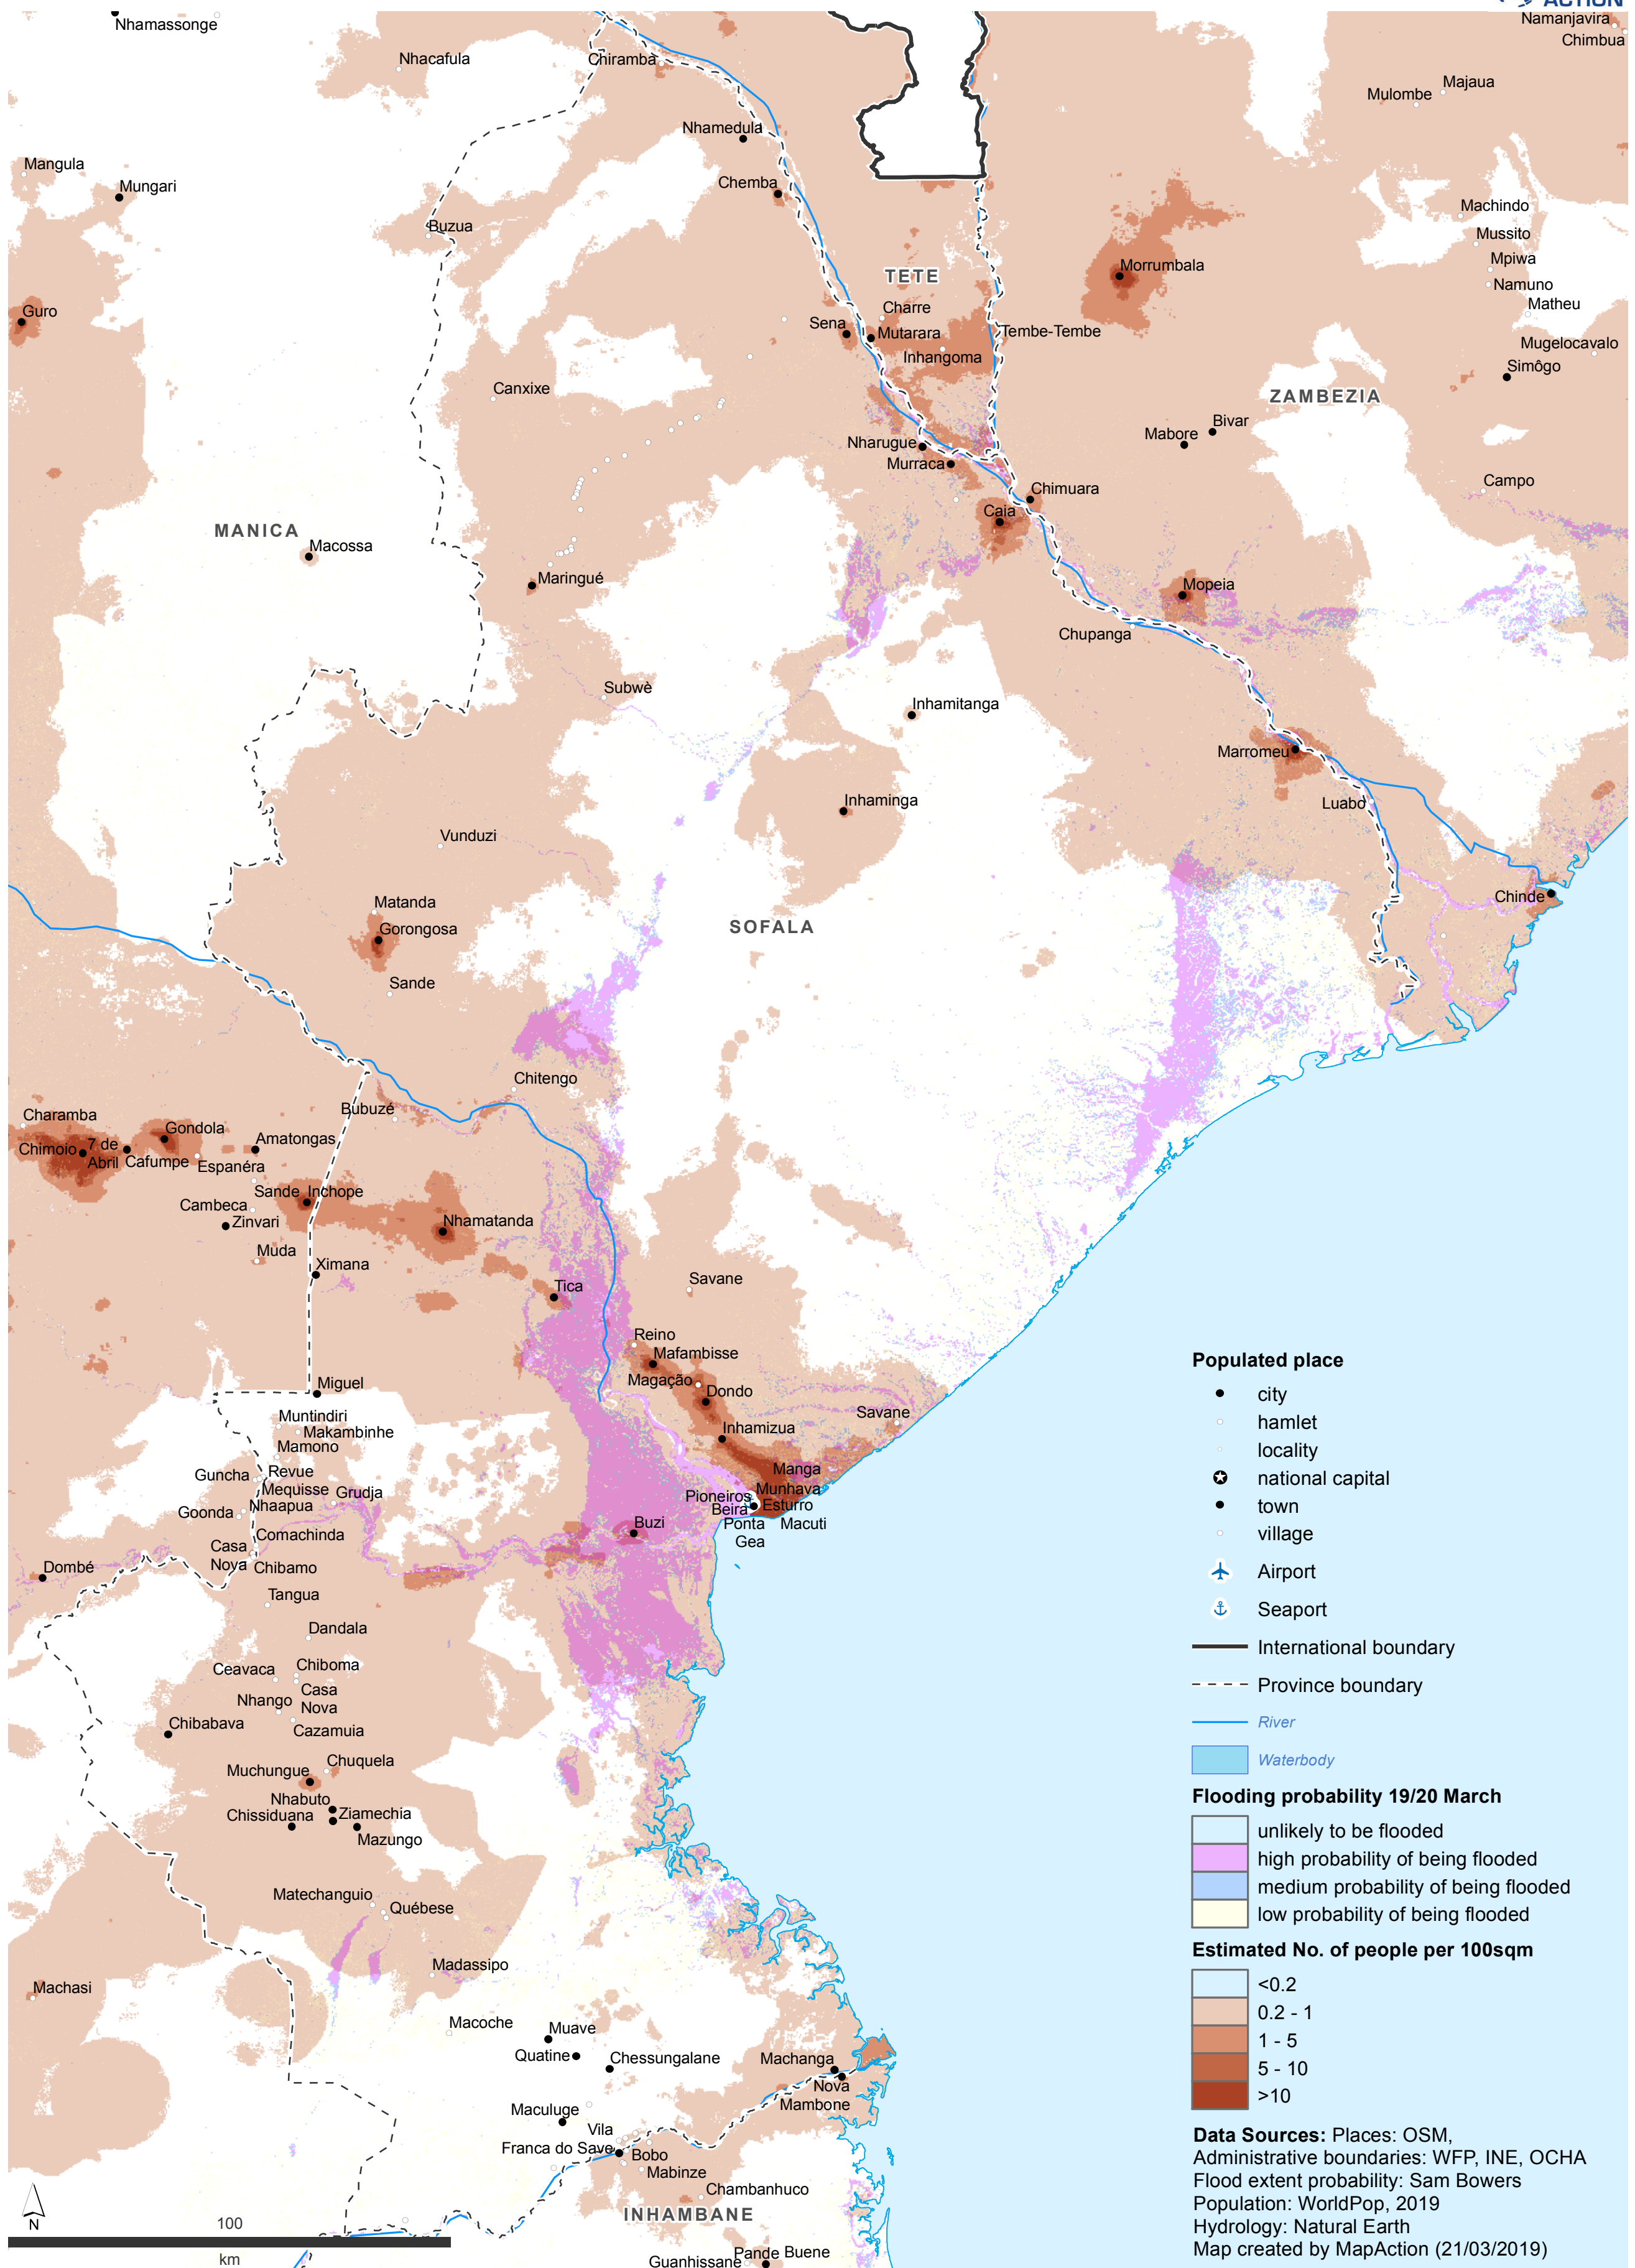 ACTION
Nhamassonge
Namanjavira
Chimbua
Nhacafula
Chiramba
Majaua
Mulombe
Nhamedula
Mangula
Mungari
Chemba
Machindo
Buzua
Mussito
Mpiwa
Morrumbala
TETE
Namuno
Matheu
Guro
Charre
Sena
Mutarara
Tembe-Tembe
Inhangoma
Mugelocavalo
Simôgo
Canxixe
ZAMBEZIA
Bivar
Mabore
Nharugue
Murraca
Campo
Chimuara
Caia
MANICA
Macossa
Maringué
Mopeia
Chupanga
Subwè
Inhamitanga
Marromeu
Inhaminga
Luabo
Vunduzi
Matanda
Chinde
Gorongosa
SOFALA
Sande
Chitengo
Bubuzé
Charamba
Gondola
Chimoio
7 de
Abril
Cafumpe
Amatongas
Espanéra
Sande
Inchope
Cambeca
Zinvari
Nhamatanda
Muda
Ximana
Tica
Savane
Reino
Mafambisse
Magação
Dondo
Miguel
Muntindiri
Makambinhe
Mamono
Inhamizua
Savane
Guncha
Revue
Mequisse
Grudja
Nhaapua
Goonda
Manga
Munhava
Pioneiros
Beira
Esturro
Ponta
Gea
Macuti
Comachinda
Buzi
Casa
Nova
Chibamo
Dombé
Tangua
Dandala
Ceavaca
Chiboma
Casa
Nova
Nhango
Chibabava
Cazamuia
Chuquela
Muchungue
Nhabuto
Chissiduana
Ziamechia
Mazungo
Matechanguio
Québese
Madassipo
Machasi
Macoche
Muave
Quatine
Chessungalane
Machanga
Nova
Mambone
Maculuge
Vila
Franca do Save
Bobo
Mabinze
Chambanhuco
INHAMBANE
Pande
Buene
Guanhissane
N
100
km
Populated place
city
hamlet
locality
national capital
town
village
Airport
Seaport
International boundary
Province boundary
River
Waterbody
Flooding probability 19/20 March
unlikely to be flooded
high probability of being flooded
medium probability of being flooded
low probability of being flooded
Estimated No. of people per 100sqm
<0.2
0.2 - 1
1 - 5
5 - 10
>10
Data Sources: Places: OSM,
Administrative boundaries: WFP, INE, OCHA
Flood extent probability: Sam Bowers
Population: WorldPop, 2019
Hydrology: Natural Earth
Map created by MapAction (21/03/2019)